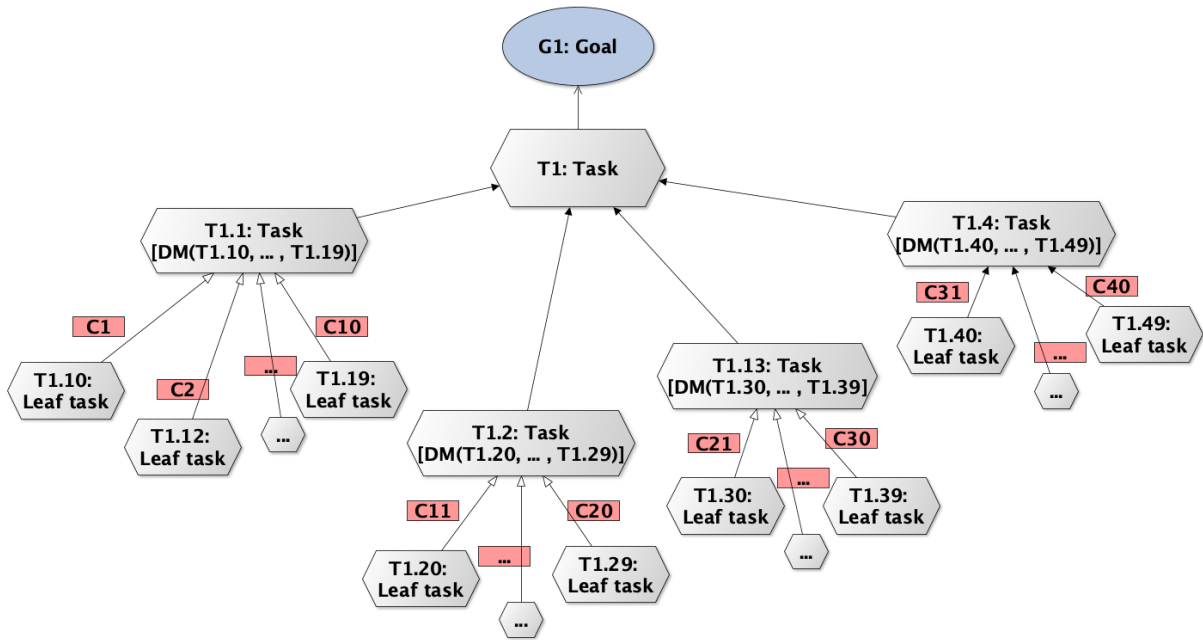 G1: Goal
T1: Task
T1.1: Task
[DM(T1.10, ... , T1.19)]
T1.4: Task
[DM(T1.40, ... , T1.49)]
C1
C10
C2
...
T1.10:
Leaf task
T1.12:
Leaf task
...
T1.19:
Leaf task
C31
C40
...
T1.40:
Leaf task
...
T1.49:
Leaf task
T1.13: Task
[DM(T1.30, ... , T1.39]
C21
C30
...
T1.30:
Leaf task
...
T1.39:
Leaf task
T1.2: Task
[DM(T1.20, ... , T1.29)]
C11
C20
...
T1.20:
Leaf task
...
T1.29:
Leaf task